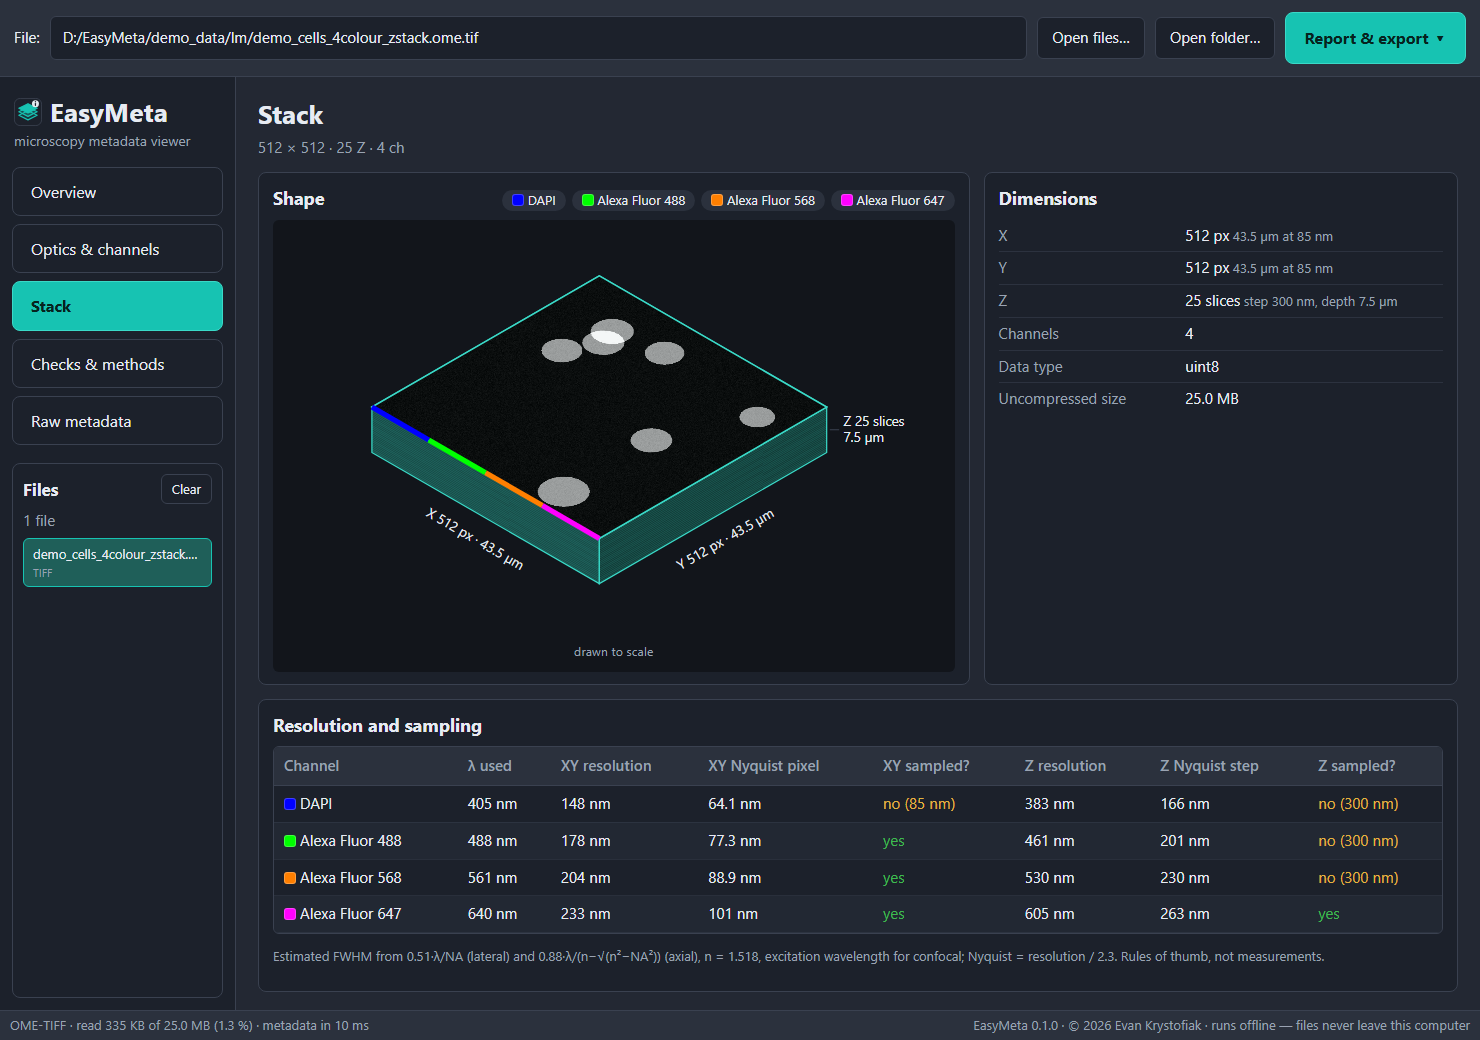 File:
D:/EasyMeta/demo_data/lm/demo_cells_4colour_zstack.ome.tif
Open files...
Open folder...
Report & export ▾
EasyMeta
microscopy metadata viewer
Overview
Optics & channels
Stack
Checks & methods
Raw metadata
Files
Clear
1 file
demo_cells_4colour_zstack....
TIFF
Stack
512 × 512 · 25 Z · 4 ch
Shape
DAPI
Alexa Fluor 488
Alexa Fluor 568
Alexa Fluor 647
Z 25 slices
7.5 µm
X 512 px · 43.5 µm
Y 512 px · 43.5 µm
drawn to scale
Dimensions
X 512 px 43.5 µm at 85 nm
Y 512 px 43.5 µm at 85 nm
Z 25 slices step 300 nm, depth 7.5 µm
Channels 4
Data type uint8
Uncompressed size 25.0 MB
Resolution and sampling
Channel λ used XY resolution XY Nyquist pixel XY sampled? Z resolution Z Nyquist step Z sampled?
DAPI 405 nm 148 nm 64.1 nm no (85 nm) 383 nm 166 nm no (300 nm)
Alexa Fluor 488 488 nm 178 nm 77.3 nm yes 461 nm 201 nm no (300 nm)
Alexa Fluor 568 561 nm 204 nm 88.9 nm yes 530 nm 230 nm no (300 nm)
Alexa Fluor 647 640 nm 233 nm 101 nm yes 605 nm 263 nm yes
Estimated FWHM from 0.51·λ/NA (lateral) and 0.88·λ/(n−√(n²−NA²)) (axial), n = 1.518, excitation wavelength for confocal; Nyquist = resolution / 2.3. Rules of thumb, not measurements.
OME-TIFF · read 335 KB of 25.0 MB (1.3 %) · metadata in 10 ms
EasyMeta 0.1.0 · © 2026 Evan Krystofiak · runs offline — files never leave this computer